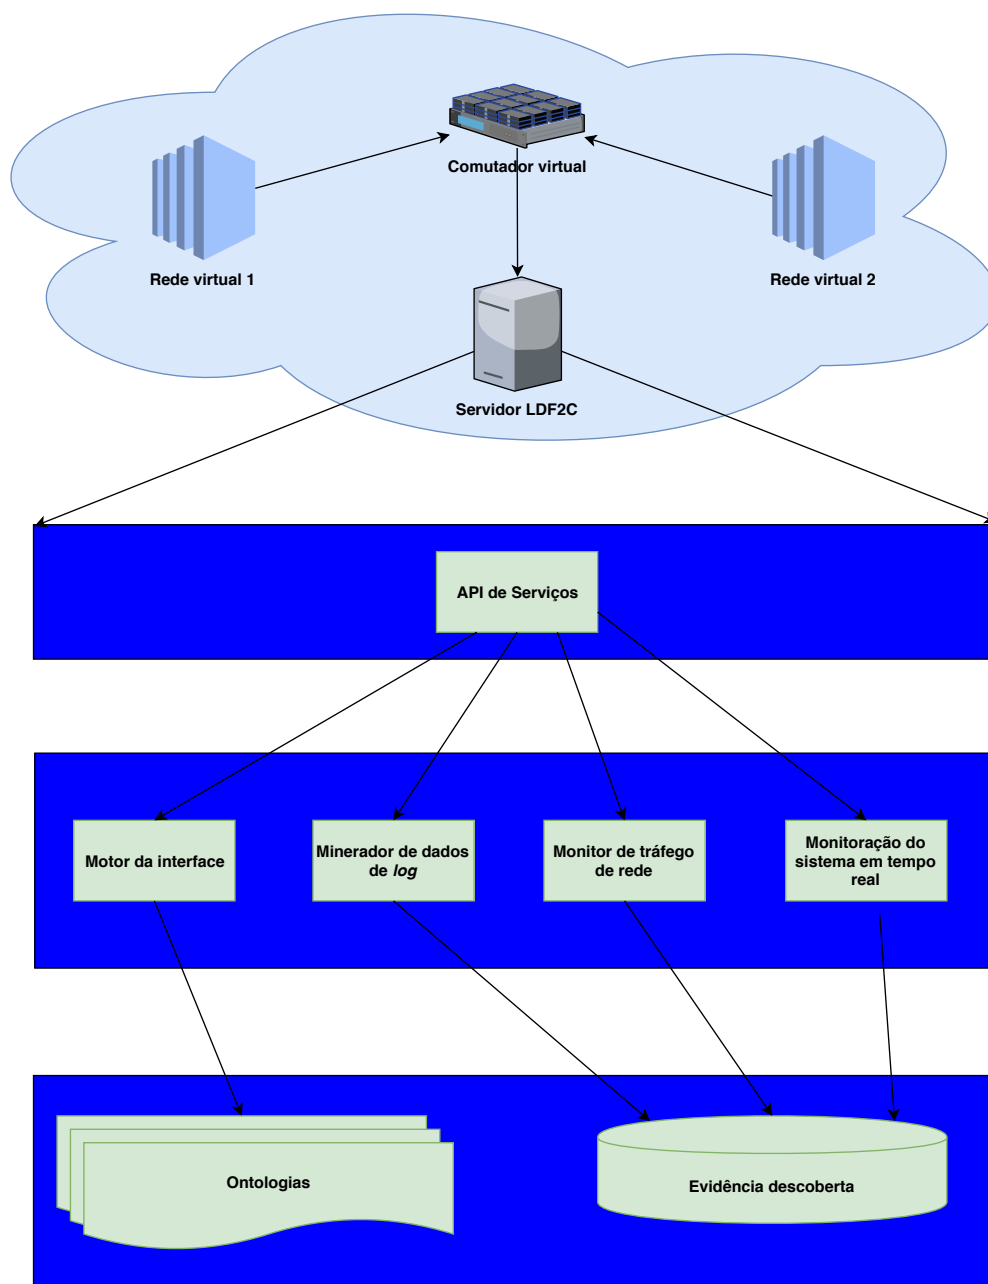 Comutador virtual
Rede virtual 1
Rede virtual 2
Servidor LDF2C
API de Serviços
Motor da interface
Minerador de dados
de log
Monitor de tráfego
de rede
Monitoração do
sistema em tempo
real
Ontologias
Evidência descoberta